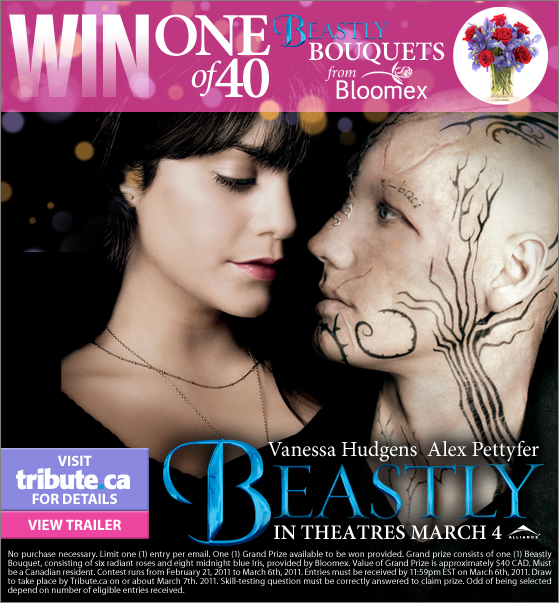 WIN ONE of 40 BEASTLY BOUQUETS from Bloomex
Vanessa Hudgens Alex Pettyfer
BEASTLY
IN THEATRES MARCH 4 ALLIANCE
VISIT
tribute.ca
FOR DETAILS
VIEW TRAILER
No purchase necessary. Limit one (1) entry per email. One (1) Grand Prize available to be won provided. Grand prize consists of one (1) Beastly
Bouquet, consisting of six radiant roses and eight midnight blue Iris, provided by Bloomex. Value of Grand Prize is approximately $40 CAD. Must
be a Canadian resident. Contest runs from February 21, 2011 to March 6th, 2011. Entries must be received by 11:59pm EST on March 6th, 2011. Draw
to take place by Tribute.ca on or about March 7th. 2011. Skill-testing question must be correctly answered to claim prize. Odd of being selected
depend on number of eligible entries received.